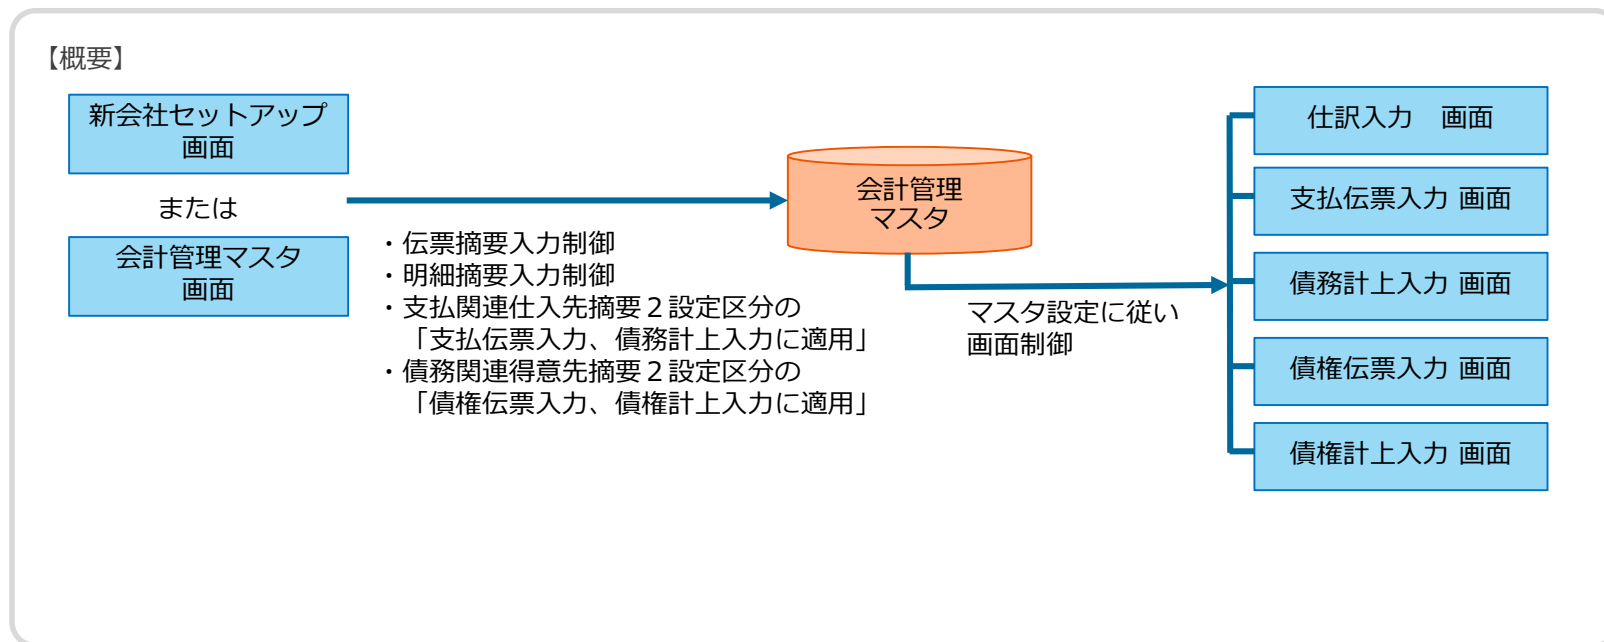 【概要】
新会社セットアップ
画面
または
会計管理マスタ
画面
・伝票摘要入力制御
・明細摘要入力制御
・支払関連仕入先摘要２設定区分の
「支払伝票入力、債務計上入力に適用」
・債務関連得意先摘要２設定区分の
「債権伝票入力、債権計上入力に適用」
会計管理
マスタ
マスタ設定に従い
画面制御
仕訳入力　画面
支払伝票入力 画面
債務計上入力 画面
債権伝票入力 画面
債権計上入力 画面